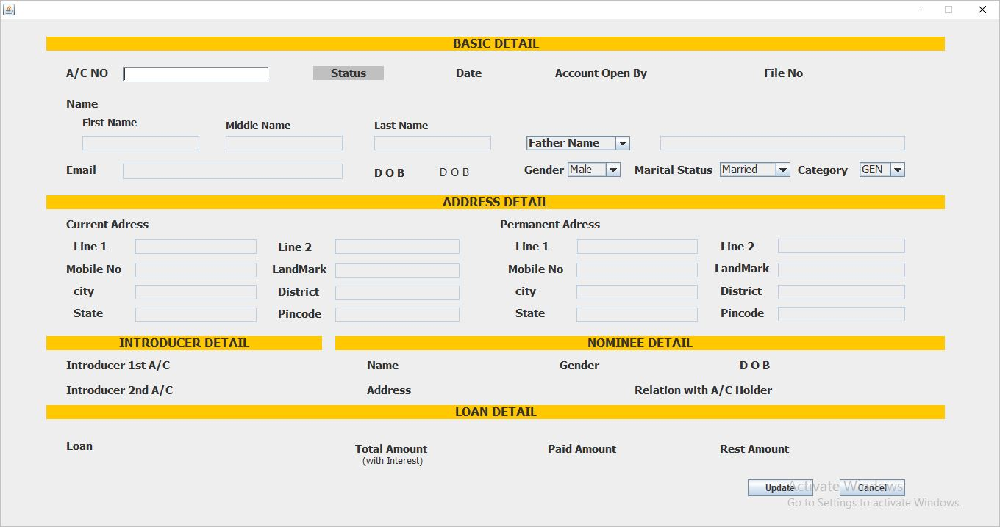 BASIC DETAIL
A/C NO Status Date Account Open By File No
Name
First Name Middle Name Last Name
Father Name
Email D O B D O B Gender Male Marital Status Married Category GEN
ADDRESS DETAIL
Current Adress Permanent Adress
Line 1 Line 2 Line 1 Line 2
Mobile No LandMark Mobile No LandMark
city District city District
State Pincode State Pincode
INTRODUCER DETAIL NOMINEE DETAIL
Introducer 1st A/C Name Gender D O B
Introducer 2nd A/C Address Relation with A/C Holder
LOAN DETAIL
Loan Total Amount Paid Amount Rest Amount
(with Interest)
Update Cancel
Activate Windows
Go to Settings to activate Windows.